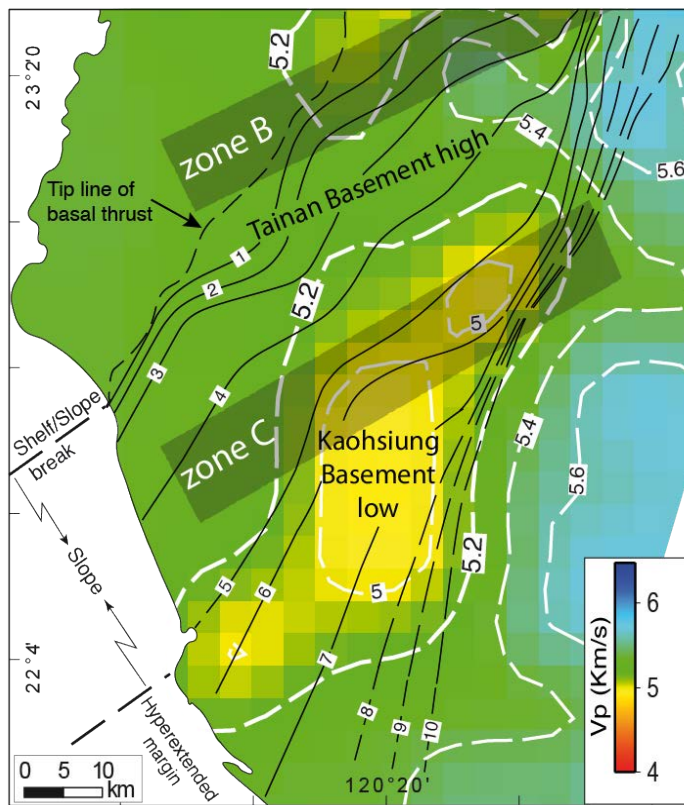 5.2
23°20
zone B
5.4
5.6
Tainan Basement high
Tip line of
basal thrust
1
2
5.2
3
4
5
Shelf/Slope
break
zone C
Kaohsiung
Basement
low
5.4
5.6
5.2
Slope
5
5
6
22°4
7
8
9
10
Hyperextended
margin
0 5 10
km
120°20'
Vp (Km/s)
6
5
4